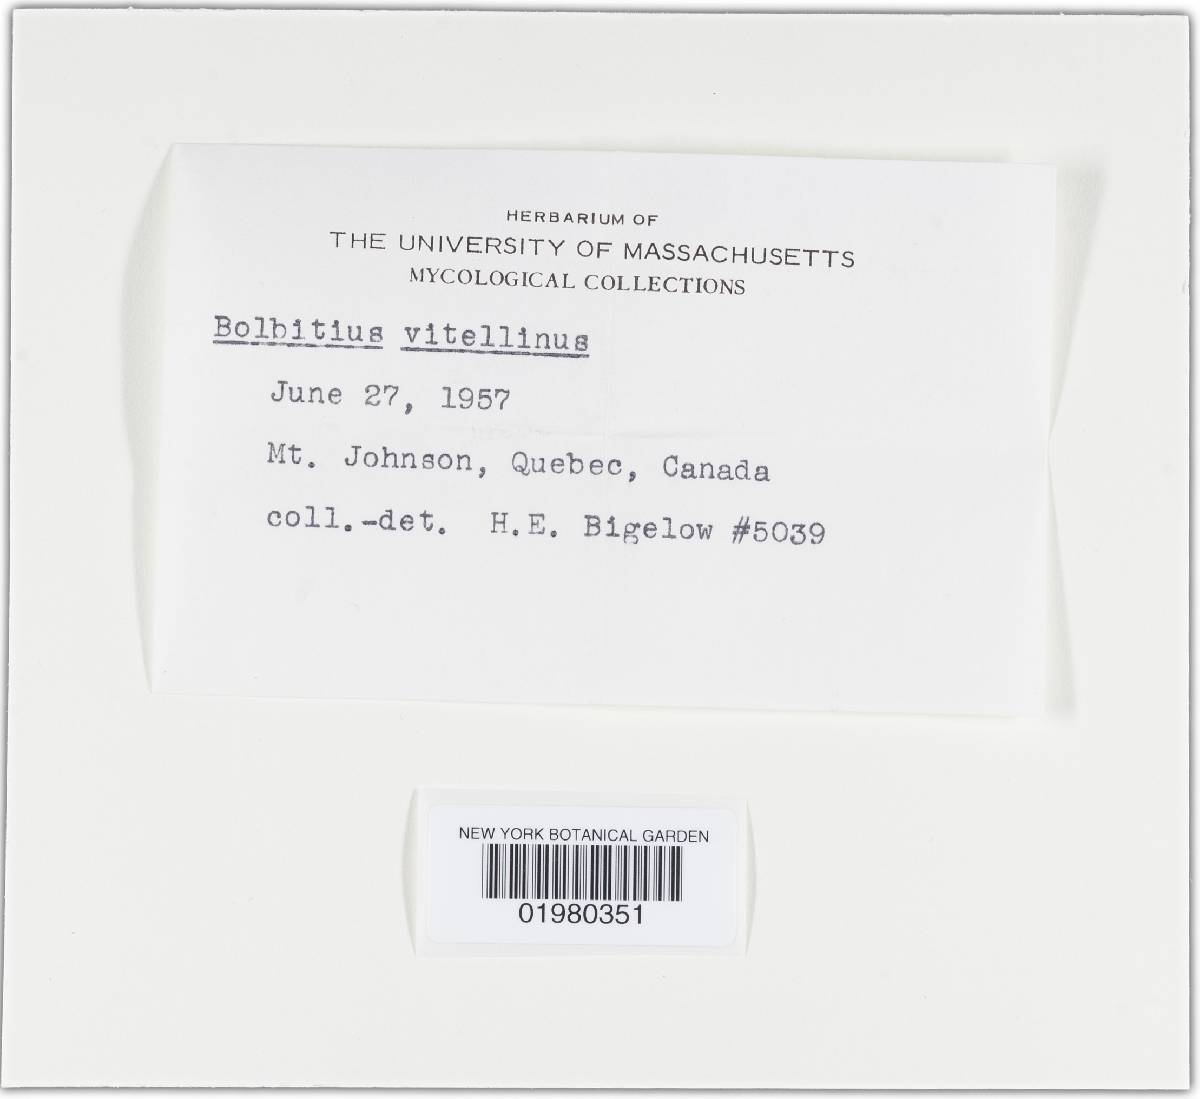 HERBARIUM OF
THE UNIVERSITY OF MASSACHUSETTS
MYCOLOGICAL COLLECTIONS
Bolbitius vitellinus
June 27, 1957
Mt. Johnson, Quebec, Canada
coll.-det. H.E. Bigelow #5039
NEW YORK BOTANICAL GARDEN
01980351